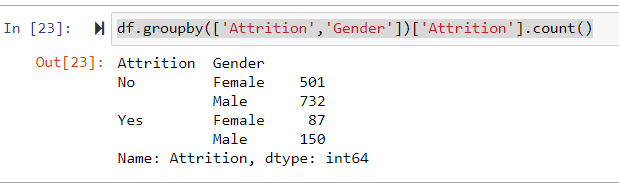 In [23]: df.groupby(['Attrition','Gender'])['Attrition'].count()
Out[23]: Attrition  Gender
No         Female    501
           Male      732
Yes        Female     87
           Male      150
Name: Attrition, dtype: int64